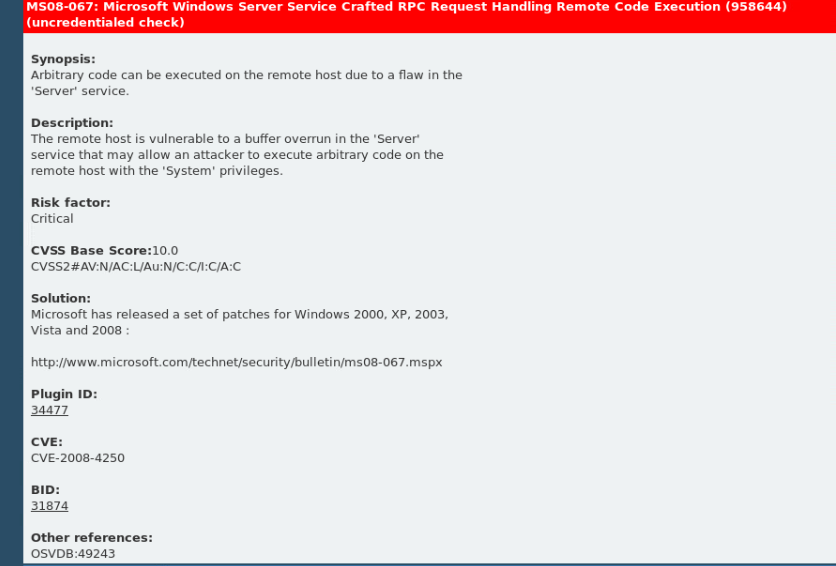 MS08-067: Microsoft Windows Server Service Crafted RPC Request Handling Remote Code Execution (958644)
(uncredentialed check)
Synopsis:
Arbitrary code can be executed on the remote host due to a flaw in the
'Server' service.
Description:
The remote host is vulnerable to a buffer overrun in the 'Server'
service that may allow an attacker to execute arbitrary code on the
remote host with the 'System' privileges.
Risk factor:
Critical
CVSS Base Score:10.0
CVSS2#AV:N/AC:L/Au:N/C:C/I:C/A:C
Solution:
Microsoft has released a set of patches for Windows 2000, XP, 2003,
Vista and 2008 :
http://www.microsoft.com/technet/security/bulletin/ms08-067.mspx
Plugin ID:
34477
CVE:
CVE-2008-4250
BID:
31874
Other references:
OSVDB:49243